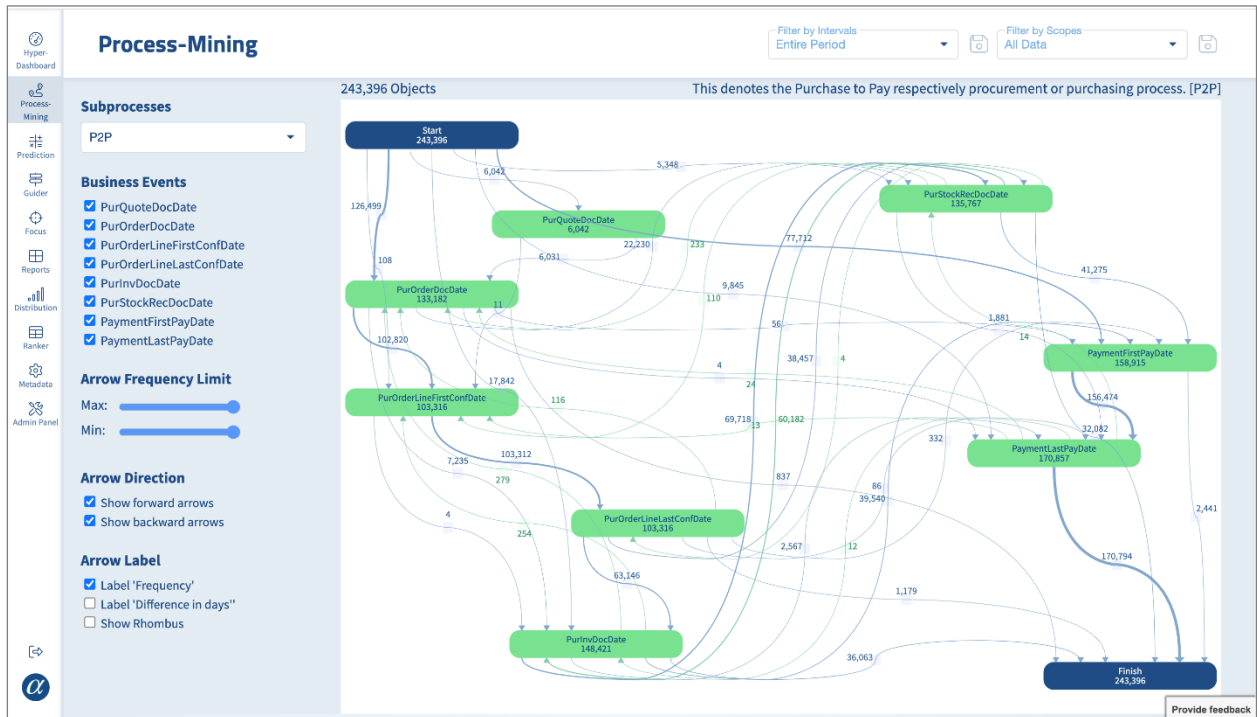 Process-Mining
Filter by Intervals
Entire Period
Filter by Scopes
All Data
Hyper-
Dashboard
Process-
Mining
Prediction
Guider
Focus
Reports
Distribution
Ranker
Metadata
Admin Panel
α
Subprocesses
P2P
Business Events
PurQuoteDocDate
PurOrderDocDate
PurOrderLineFirstConfDate
PurOrderLineLastConfDate
PurInvDocDate
PurStockRecDocDate
PaymentFirstPayDate
PaymentLastPayDate
Arrow Frequency Limit
Max:
Min:
Arrow Direction
Show forward arrows
Show backward arrows
Arrow Label
Label 'Frequency'
Label 'Difference in days''
Show Rhombus
243,396 Objects
This denotes the Purchase to Pay respectively procurement or purchasing process. [P2P]
Start
243,396
5,348
6,042
126,499
PurStockRecDocDate
135,767
PurQuoteDocDate
6,042
77,712
22,230
233
6,031
108
41,275
PurOrderDocDate
133,182
9,845
110
11
1,881
56
14
102,820
38,457
4
PaymentFirstPayDate
158,915
4
17,842
24
156,474
PurOrderLineFirstConfDate
103,316
116
69,718
60,182
13
32,082
332
PaymentLastPayDate
170,857
7,235
103,312
279
837
86
39,540
2,441
4
PurOrderLineLastConfDate
103,316
254
2,567
12
170,794
63,146
1,179
PurInvDocDate
148,421
36,063
Finish
243,396
Provide feedback